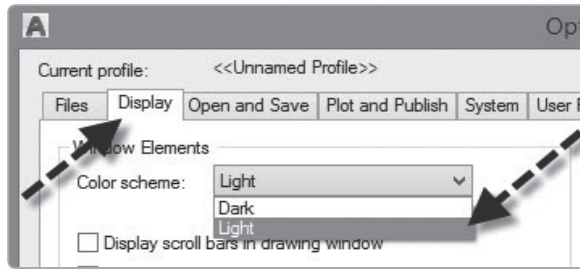 A
Opt
Current profile: <<Unnamed Profile>>
Files Display Open and Save Plot and Publish System User P
Window Elements
Color scheme: Light
Dark
Light
Display scroll bars in drawing window